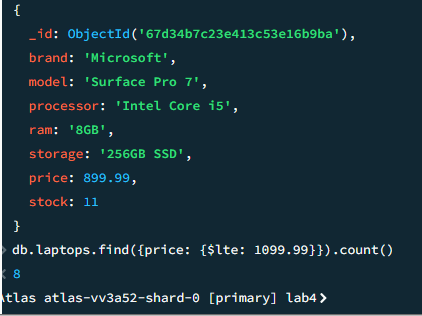 {
_id: ObjectId('67d34b7c23e413c53e16b9ba'),
brand: 'Microsoft',
model: 'Surface Pro 7',
processor: 'Intel Core i5',
ram: '8GB',
storage: '256GB SSD',
price: 899.99,
stock: 11
}
> db.laptops.find({price: {$lte: 1099.99}}).count()
< 8
Atlas atlas-vv3a52-shard-0 [primary] lab4>